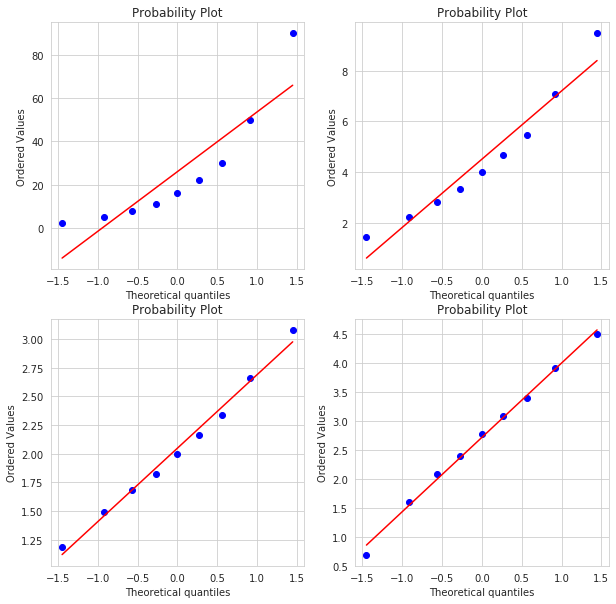 Probability Plot
Ordered Values
80
60
40
20
0
−1.5 −1.0 −0.5 0.0 0.5 1.0 1.5
Theoretical quantiles
Probability Plot
Ordered Values
8
6
4
2
−1.5 −1.0 −0.5 0.0 0.5 1.0 1.5
Theoretical quantiles
Probability Plot
Ordered Values
3.00
2.75
2.50
2.25
2.00
1.75
1.50
1.25
−1.5 −1.0 −0.5 0.0 0.5 1.0 1.5
Theoretical quantiles
Probability Plot
Ordered Values
4.5
4.0
3.5
3.0
2.5
2.0
1.5
1.0
0.5
−1.5 −1.0 −0.5 0.0 0.5 1.0 1.5
Theoretical quantiles